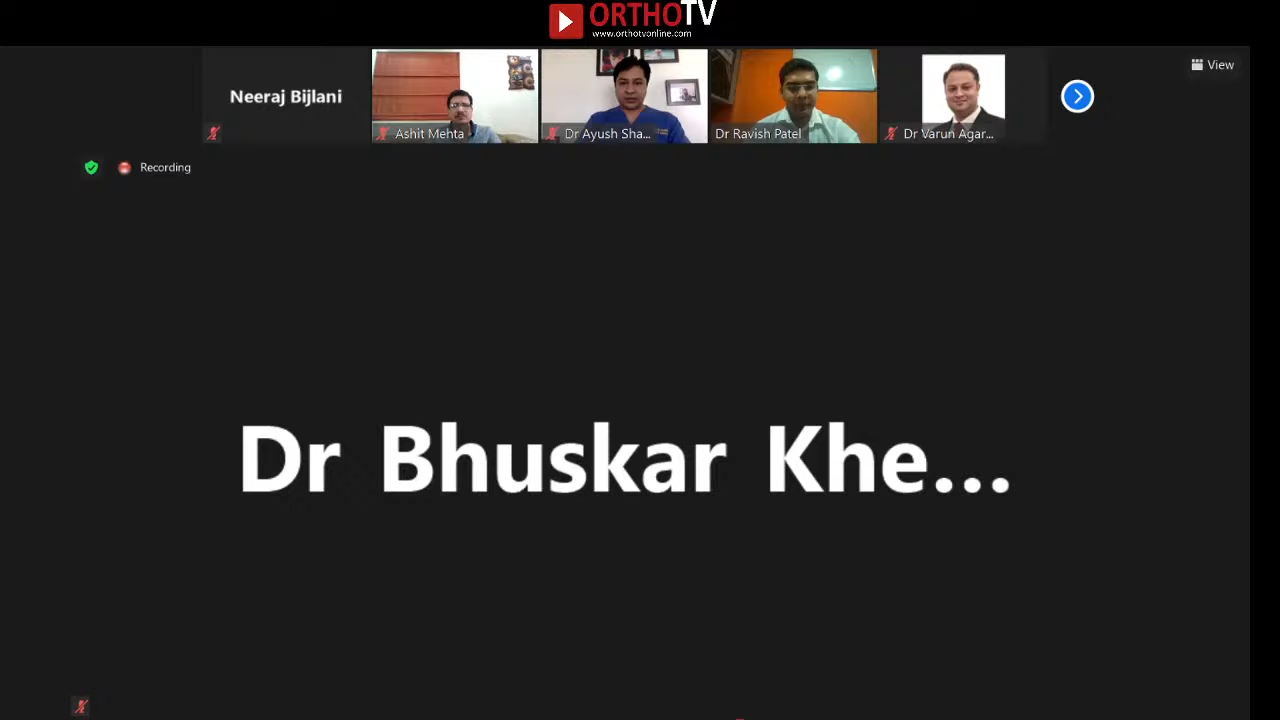 ORTHOTV
www.orthotvonline.com
View
Neeraj Bijlani
Ashit Mehta
Dr Ayush Sha...
Dr Ravish Patel
Dr Varun Agar...
Recording
Dr Bhuskar Khe...